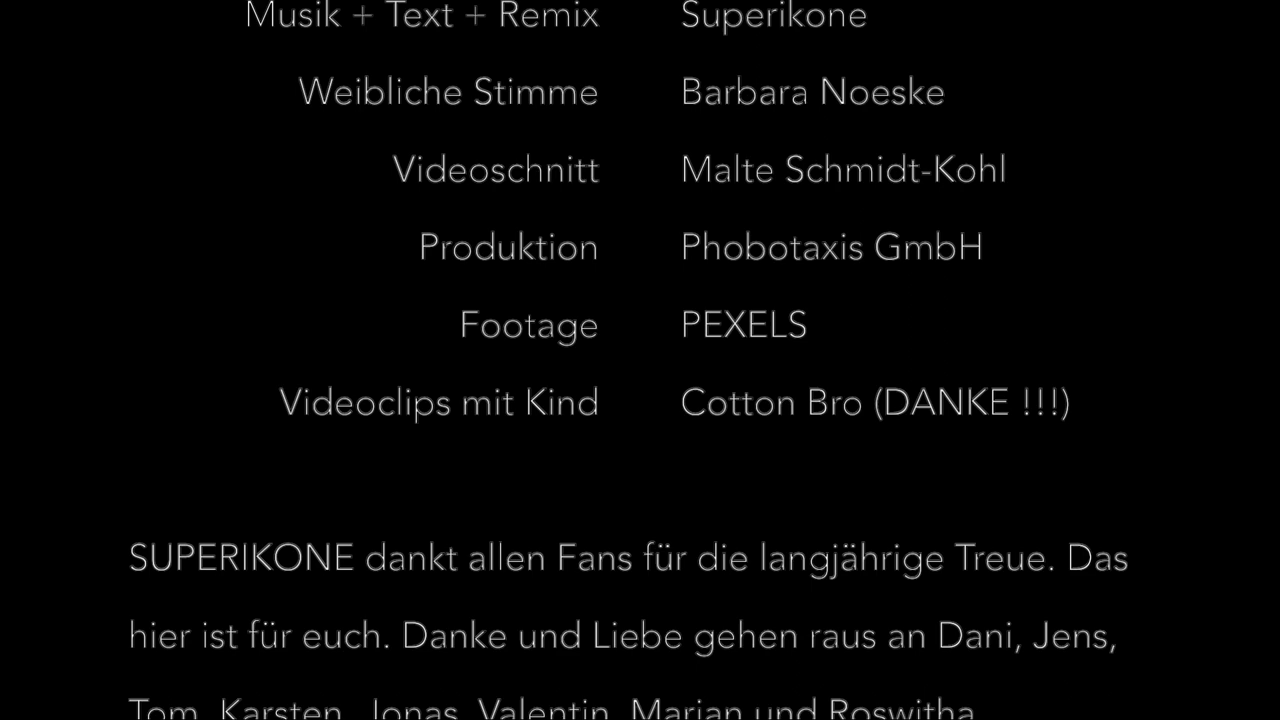 Musik + Text + Remix Superikone
Weibliche Stimme Barbara Noeske
Videoschnitt Malte Schmidt-Kohl
Produktion Phobotaxis GmbH
Footage PEXELS
Videoclips mit Kind Cotton Bro (DANKE !!!)
SUPERIKONE dankt allen Fans für die langjährige Treue. Das
hier ist für euch. Danke und Liebe gehen raus an Dani, Jens,
Tom, Karsten, Jonas, Valentin, Marian und Roswitha